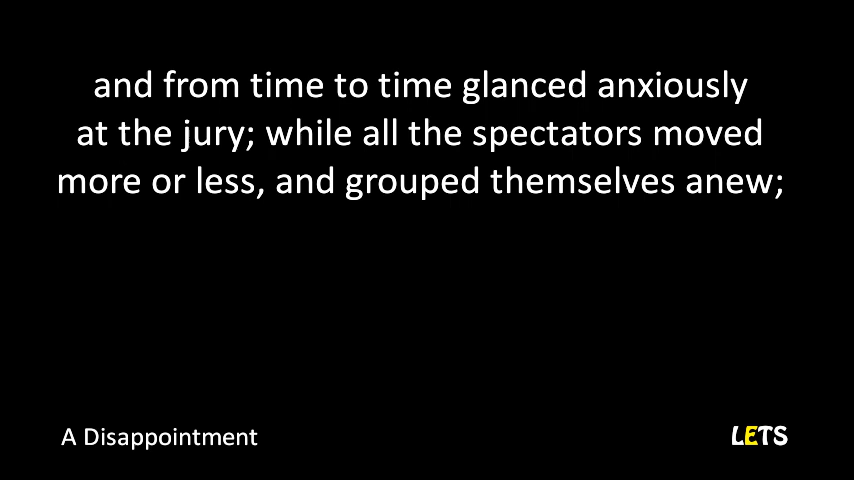 and from time to time glanced anxiously
at the jury; while all the spectators moved
more or less, and grouped themselves anew;
A Disappointment
LETS